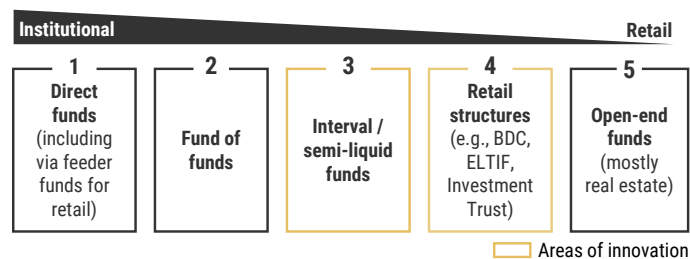 Institutional
Retail
1
Direct
funds
(including
via feeder
funds for
retail)
2
Fund of
funds
3
Interval /
semi-liquid
funds
4
Retail
structures
(e.g., BDC,
ELTIF,
Investment
Trust)
5
Open-end
funds
(mostly
real estate)
Areas of innovation